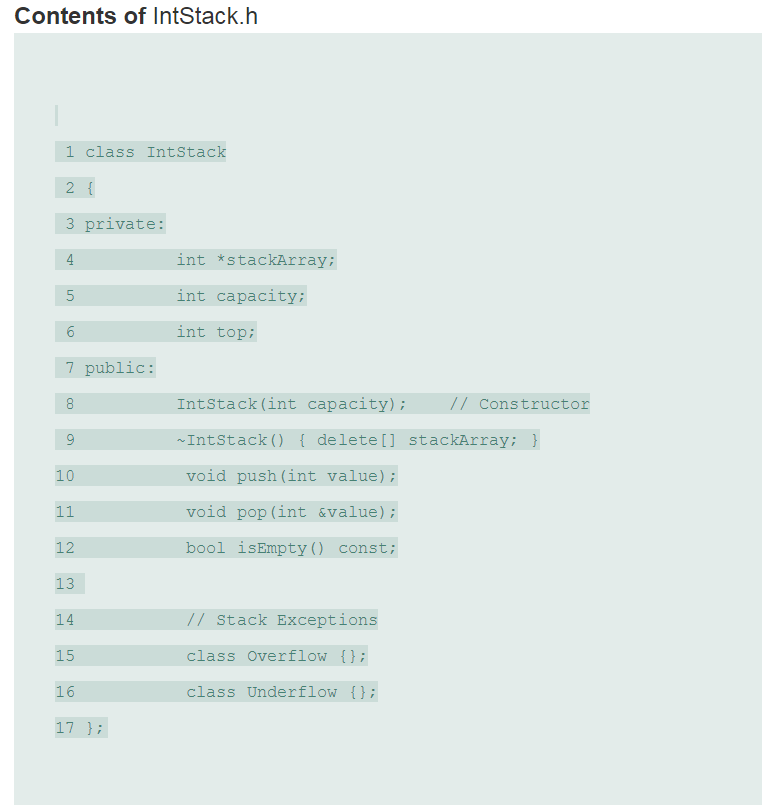 Contents of IntStack.h
1 class IntStack
2 {
3 private:
4          int *stackArray;
5          int capacity;
6          int top;
7 public:
8          IntStack(int capacity);    // Constructor
9          ~IntStack() { delete[] stackArray; }
10           void push(int value);
11           void pop(int &value);
12           bool isEmpty() const;
13
14           // Stack Exceptions
15           class Overflow {};
16           class Underflow {};
17 };